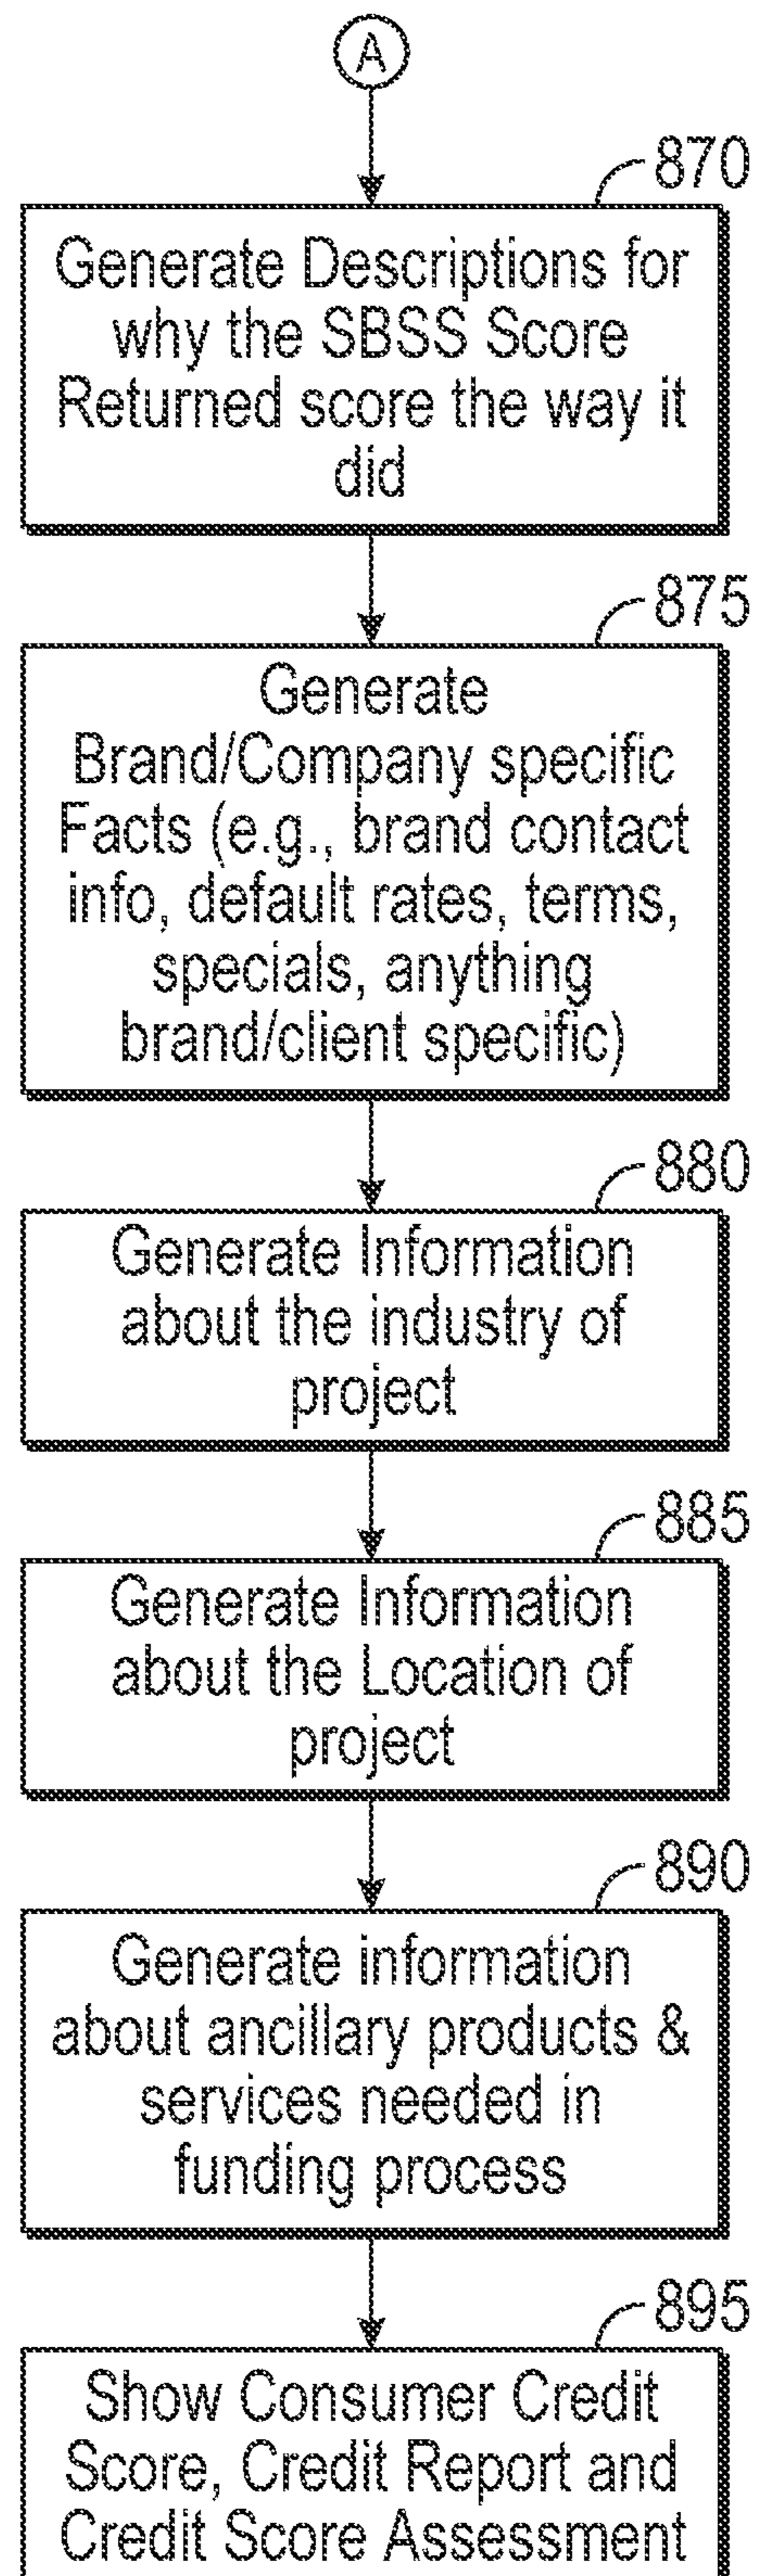 A
870
Generate Descriptions for
why the SBSS Score
Returned score the way it
did
875
Generate
Brand/Company specific
Facts (e.g., brand contact
info, default rates, terms,
specials, anything
brand/client specific)
880
Generate Information
about the industry of
project
885
Generate Information
about the Location of
project
890
Generate information
about ancillary products &
services needed in
funding process
895
Show Consumer Credit
Score, Credit Report and
Credit Score Assessment